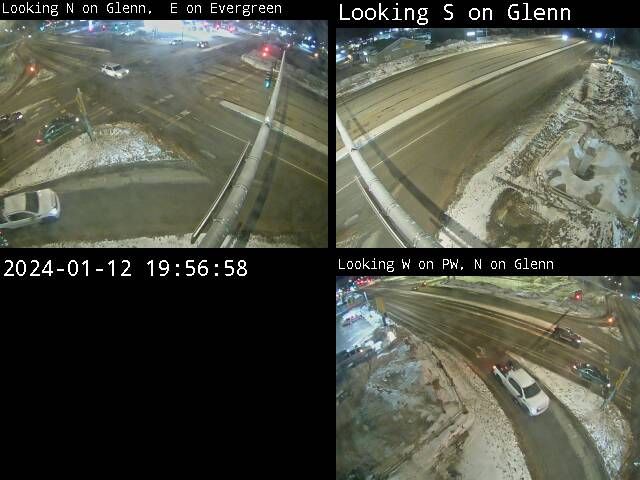 Looking N on Glenn,  E on Evergreen
Looking S on Glenn
2024-01-12 19:56:58
Looking W on PW, N on Glenn